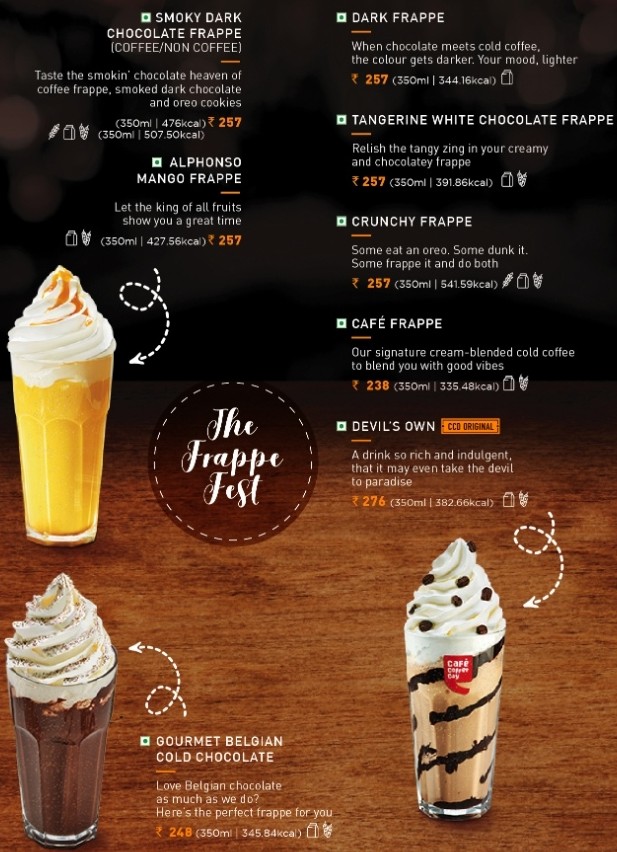 SMOKY DARK
CHOCOLATE FRAPPE
(COFFEE/NON COFFEE)
Taste the smokin' chocolate heaven of
coffee frappe, smoked dark chocolate
and oreo cookies
(350ml | 476kcal) ₹ 257
(350ml | 507.50kcal)
ALPHONSO
MANGO FRAPPE
Let the king of all fruits
show you a great time
(350ml | 427.56kcal) ₹ 257
DARK FRAPPE
When chocolate meets cold coffee,
the colour gets darker. Your mood, lighter
₹ 257 (350ml | 344.16kcal)
TANGERINE WHITE CHOCOLATE FRAPPE
Relish the tangy zing in your creamy
and chocolatey frappe
₹ 257 (350ml | 391.86kcal)
CRUNCHY FRAPPE
Some eat an oreo. Some dunk it.
Some frappe it and do both
₹ 257 (350ml | 541.59kcal)
CAFÉ FRAPPE
Our signature cream-blended cold coffee
to blend you with good vibes
₹ 238 (350ml | 335.48kcal)
DEVIL'S OWN CCD ORIGINAL
A drink so rich and indulgent,
that it may even take the devil
to paradise
₹ 276 (350ml | 382.66kcal)
The
Frappe
Fest
Café
Coffee
Day
GOURMET BELGIAN
COLD CHOCOLATE
Love Belgian chocolate
as much as we do?
Here's the perfect frappe for you
₹ 248 (350ml | 345.84kcal)